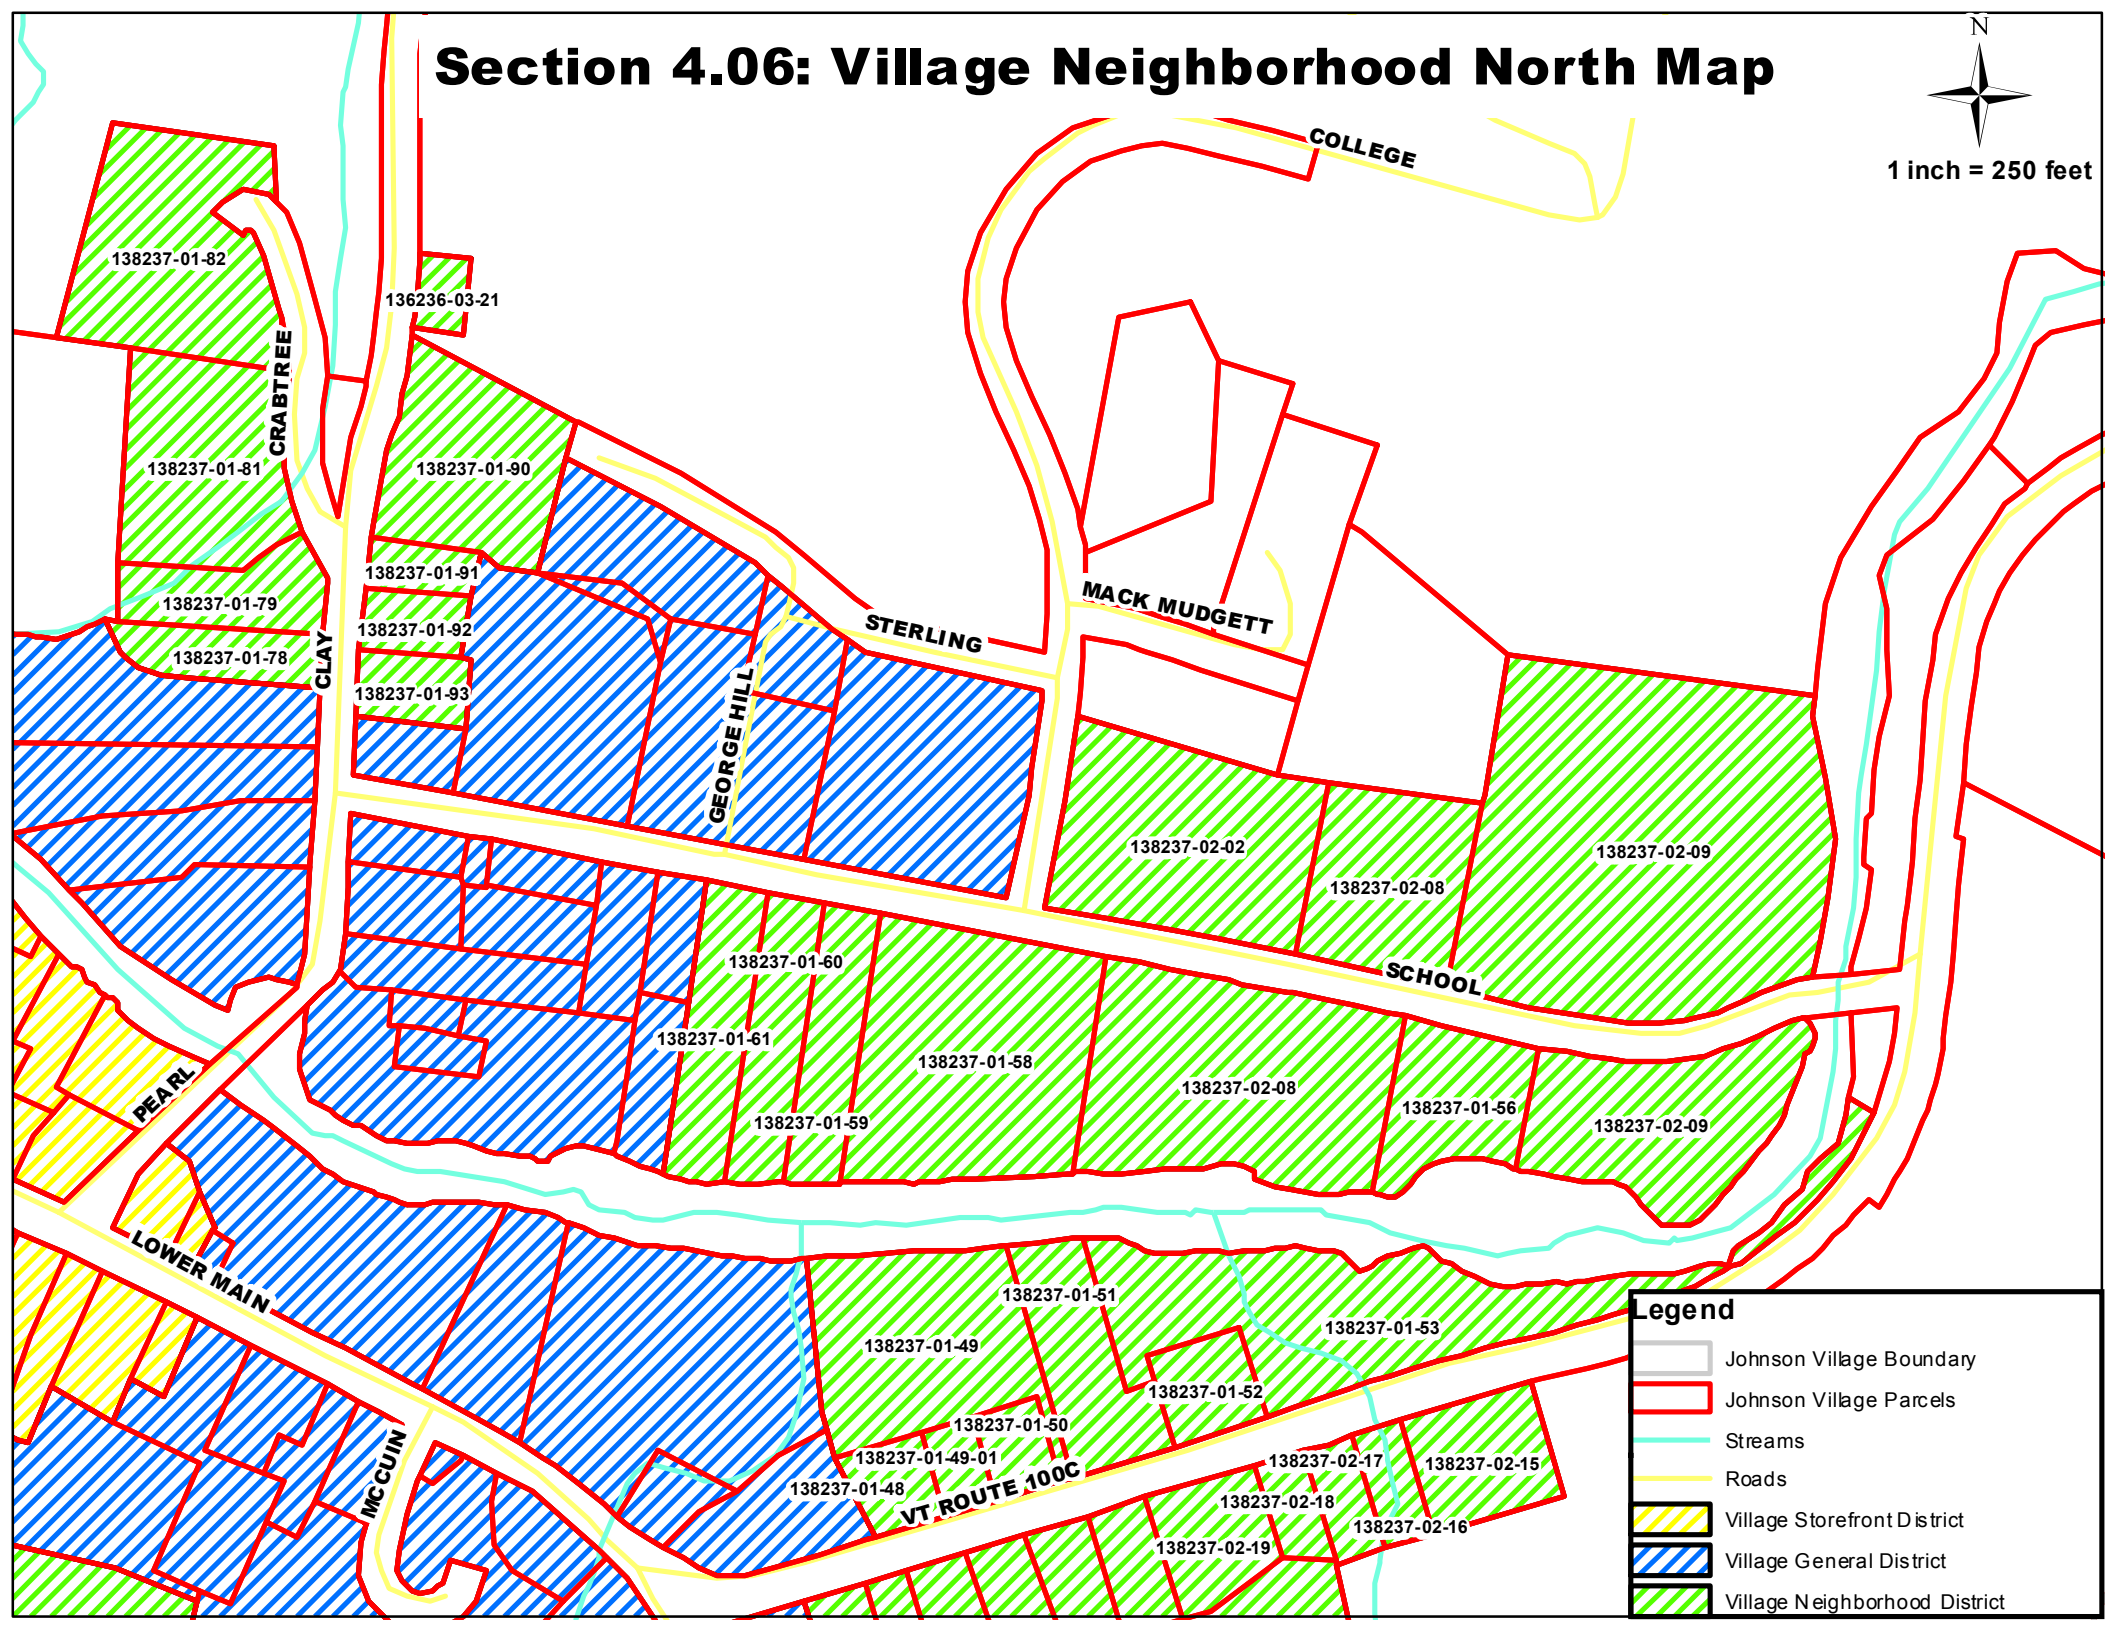 Section 4.06: Village Neighborhood North Map
N
1 inch = 250 feet
COLLEGE
138237-01-82
136236-03-21
CRABTREE
138237-01-81
138237-01-90
138237-01-91
138237-01-79
138237-01-92
138237-01-78
138237-01-93
CLAY
STERLING
MACK MUDGETT
GEORGE HILL
138237-02-02
138237-02-08
138237-02-09
138237-01-60
SCHOOL
138237-01-61
138237-01-58
138237-02-08
138237-01-56
138237-02-09
138237-01-59
PEARL
LOWER MAIN
138237-01-51
138237-01-49
138237-01-53
138237-01-52
138237-01-50
138237-01-49-01
138237-01-48
VT ROUTE 100C
138237-02-17
138237-02-15
138237-02-18
138237-02-16
138237-02-19
MCCUIN
Legend
Johnson Village Boundary
Johnson Village Parcels
Streams
Roads
Village Storefront District
Village General District
Village Neighborhood District